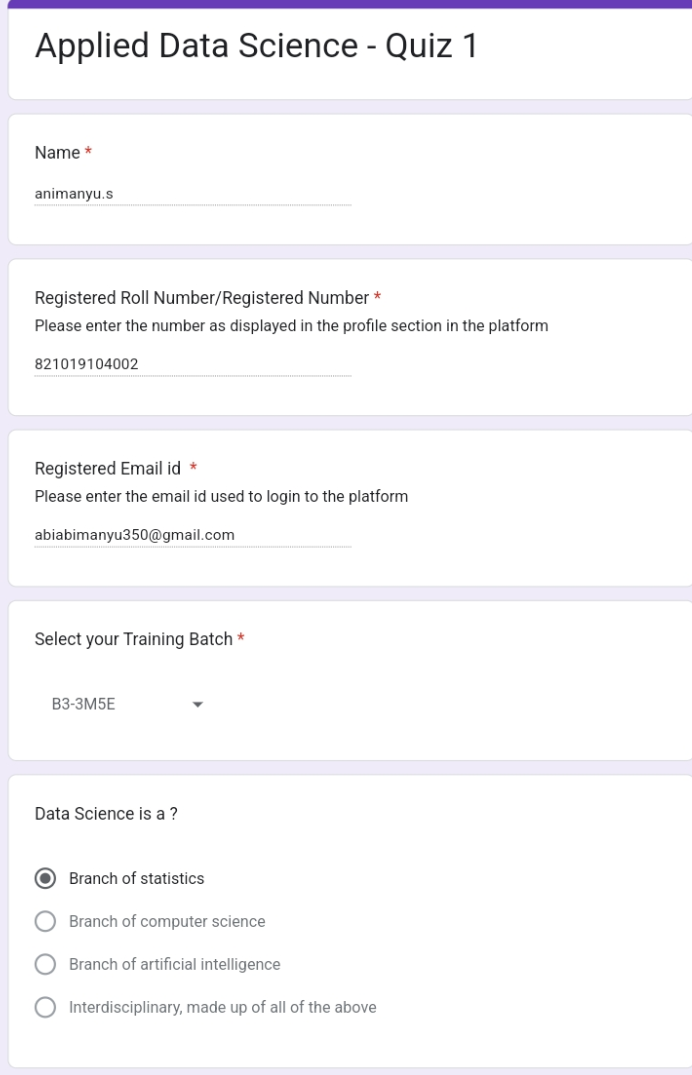 Applied Data Science - Quiz 1
Name *
animanyu.s
Registered Roll Number/Registered Number *
Please enter the number as displayed in the profile section in the platform
821019104002
Registered Email id *
Please enter the email id used to login to the platform
abiabimanyu350@gmail.com
Select your Training Batch *
B3-3M5E
Data Science is a ?
Branch of statistics
Branch of computer science
Branch of artificial intelligence
Interdisciplinary, made up of all of the above